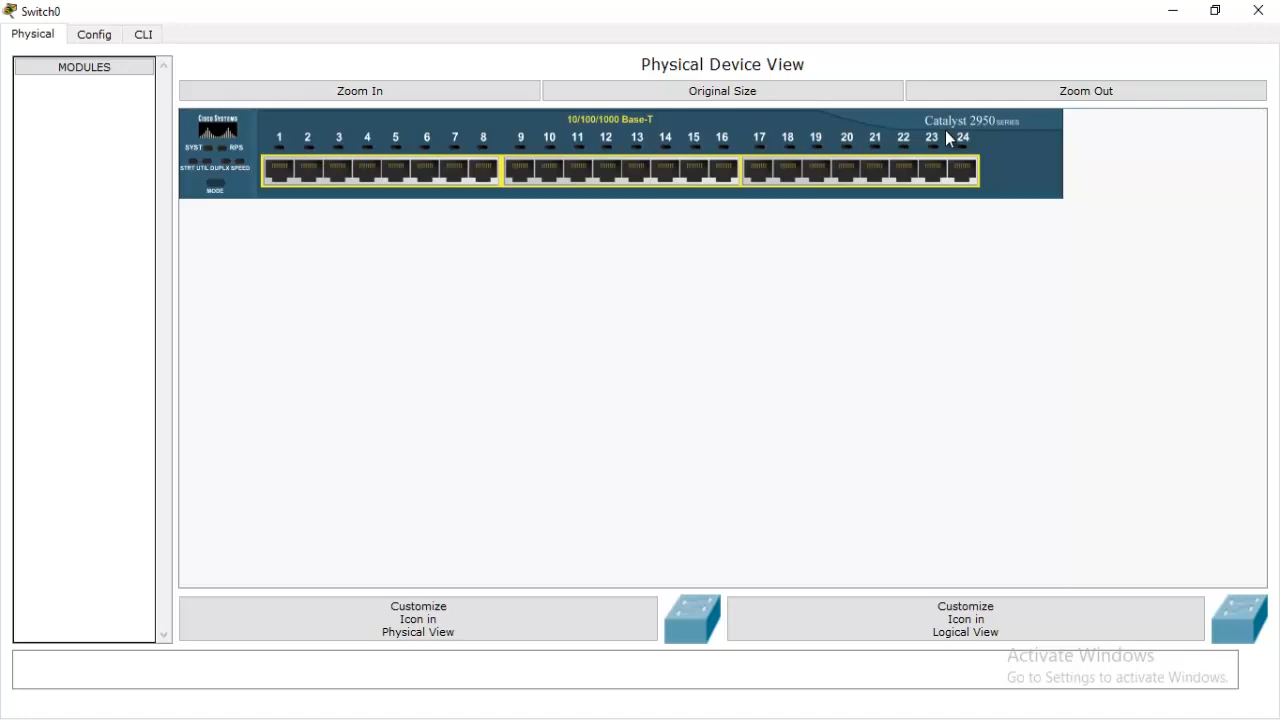 Switch0
Physical Config CLI
MODULES
Physical Device View
Zoom In Original Size Zoom Out
CISCO SYSTEMS
10/100/1000 Base-T
Catalyst 2950 SERIES
1 2 3 4 5 6 7 8 9 10 11 12 13 14 15 16 17 18 19 20 21 22 23 24
SYST RPS
STRT UTIL DUPLX SPEED
MODE
Customize
Icon in
Physical View
Customize
Icon in
Logical View
Activate Windows
Go to Settings to activate Windows.